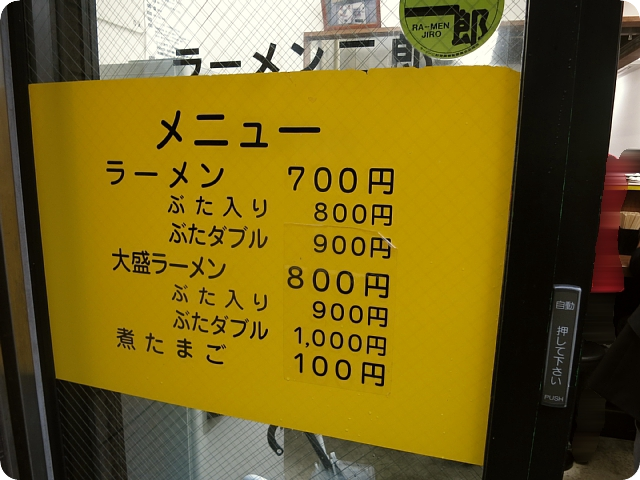 ラーメン二郎
二郎
RA-MEN
JIRO
メニュー
ラーメン 700円
ぶた入り 800円
ぶたダブル 900円
大盛ラーメン 800円
ぶた入り 900円
ぶたダブル 1,000円
煮たまご 100円
自動
押して下さい
PUSH